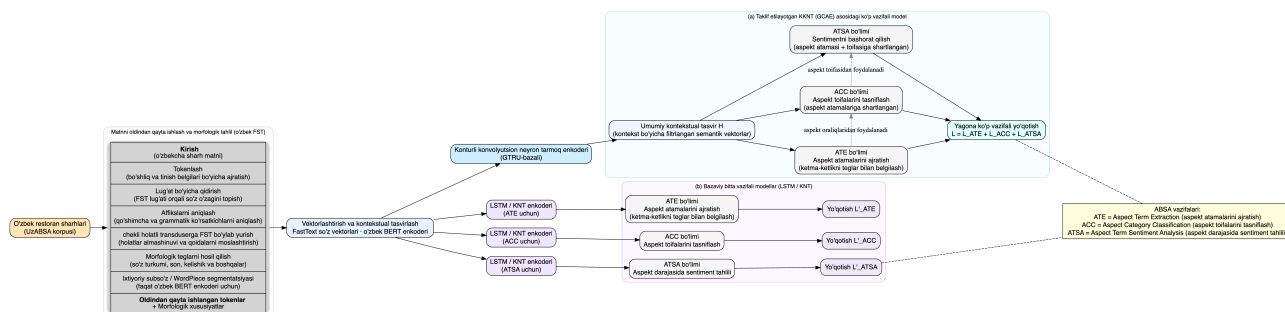 O'zbek restoran sharhlari
(UzABSA korpusi)
Matnni oldindan qayta ishlash va morfologik tahlil (o'zbek FST)
Kirish
(o'zbekcha sharh matni)
Tokenlash
(bo'shliq va tinish belgilari bo'yicha ajratish)
Lug'at bo'yicha qidirish
(FST lug'ati orqali so'z o'zagini topish)
Affikslarni aniqlash
(qo'shimcha va grammatik ko'rsatkichlarni aniqlash)
chekli holatli transduserga FST bo'ylab yurish
(holatlar almashinuvi va qoidalarni moslashtirish)
Morfologik teglarni hosil qilish
(so'z turkumi, son, kelishik va boshqalar)
Ixtiyoriy subso'z / WordPiece segmentatsiyasi
(faqat o'zbek BERT enkoderi uchun)
Oldindan qayta ishlangan tokenlar
+ Morfologik xususiyatlar
Vektorlashtirish va kontekstual tasvirlash
FastText so'z vektorlari · o'zbek BERT enkoderi
Konturli konvolyutsion neyron tarmoq enkoderi
(GTRU-bazali)
LSTM / KNT enkoderi
(ATE uchun)
LSTM / KNT enkoderi
(ACC uchun)
LSTM / KNT enkoderi
(ATSA uchun)
(a) Taklif etilayotgan KKNT (GCAE) asosidagi ko'p vazifali model
Umumiy kontekstual tasvir H
(kontekst bo'yicha filtrlangan semantik vektorlar)
ATSA bo'limi
Sentimentni bashorat qilish
(aspekt atamasi + toifasiga shartlangan)
aspekt toifasidan foydalanadi
ACC bo'limi
Aspekt toifalarini tasniflash
(aspekt atamalariga shartlangan)
aspekt oraliqlaridan foydalanadi
ATE bo'limi
Aspekt atamalarini ajratish
(ketma-ketlikni teglar bilan belgilash)
Yagona ko'p vazifali yo'qotish
L = L_ATE + L_ACC + L_ATSA
(b) Bazaviy bitta vazifali modellar (LSTM / KNT)
ATE bo'limi
Aspekt atamalarini ajratish
(ketma-ketlikni teglar bilan belgilash)
Yo'qotish L'_ATE
ACC bo'limi
Aspekt toifalarini tasniflash
Yo'qotish L'_ACC
ATSA bo'limi
Aspekt darajasida sentiment tahlili
Yo'qotish L'_ATSA
ABSA vazifalari:
ATE = Aspect Term Extraction (aspekt atamalarini ajratish)
ACC = Aspect Category Classification (aspekt toifalarini tasniflash)
ATSA = Aspect Term Sentiment Analysis (aspekt darajasida sentiment tahlili)